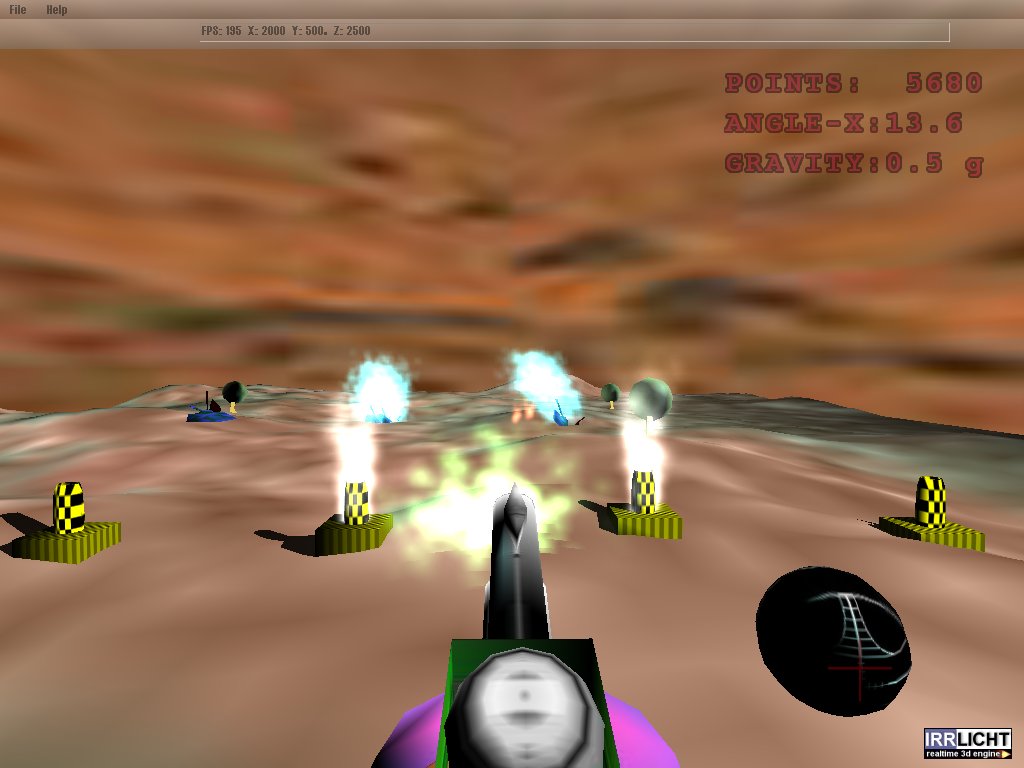 File Help
FPS: 195 X: 2000 Y: 500. Z: 2500
POINTS: 5680
ANGLE-X:13.6
GRAVITY:0.5 g
IRRLICHT
realtime 3d engine